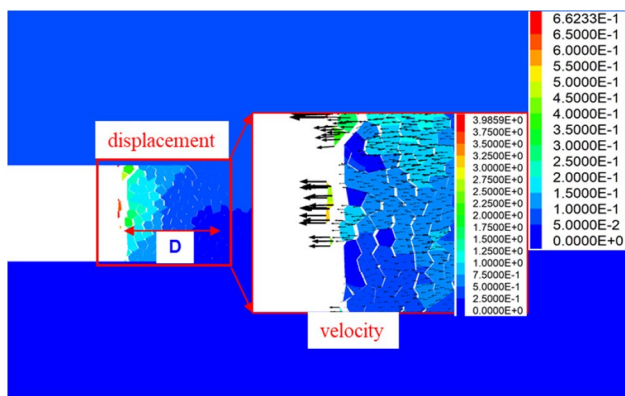 6.6233E-1
6.5000E-1
6.0000E-1
5.5000E-1
5.0000E-1
4.5000E-1
4.0000E-1
3.5000E-1
3.0000E-1
2.5000E-1
2.0000E-1
1.5000E-1
1.0000E-1
5.0000E-2
0.0000E+0
displacement
D
3.9859E+0
3.7500E+0
3.5000E+0
3.2500E+0
3.0000E+0
2.7500E+0
2.5000E+0
2.2500E+0
2.0000E+0
1.7500E+0
1.5000E+0
1.2500E+0
1.0000E+0
7.5000E-1
5.0000E-1
2.5000E-1
0.0000E+0
velocity